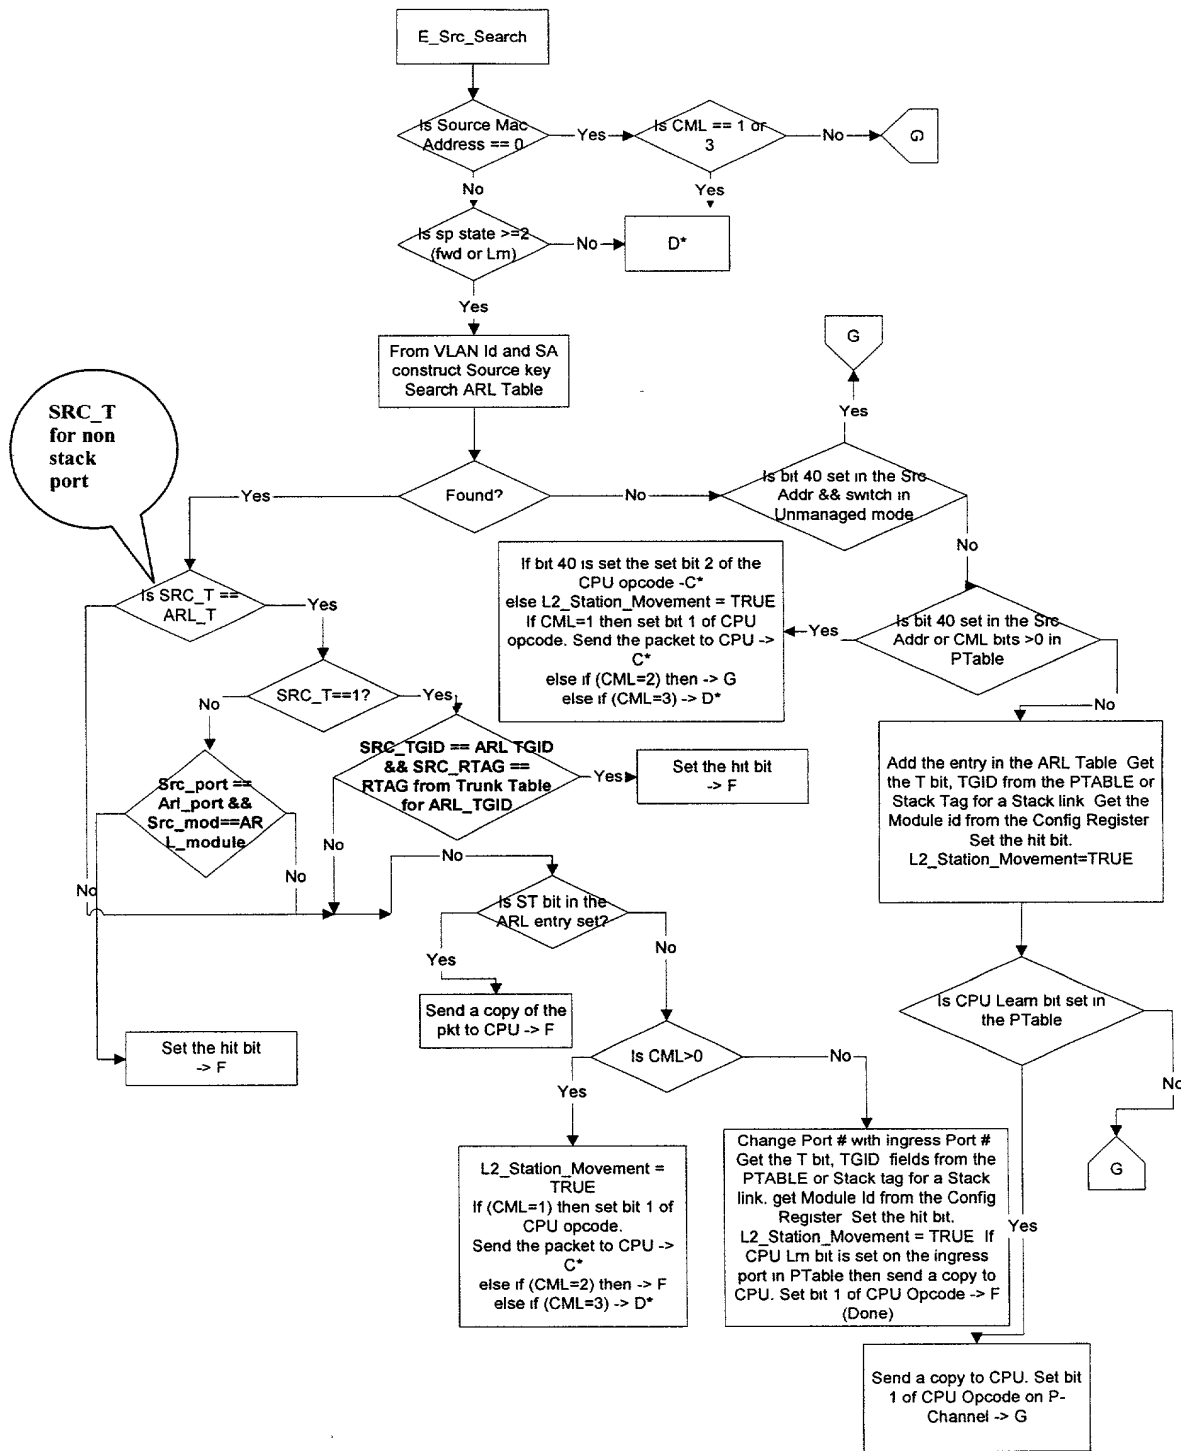 E_Src_Search
Is Source Mac
Address == 0
Yes
Is CML == 1 or
3
No
G
No
Yes
Is sp state >=2
(fwd or Lrn)
No
D*
Yes
From VLAN Id and SA
construct Source key
Search ARL Table
G
SRC_T
for non
stack
port
Yes
Yes
Found?
No
Is bit 40 set in the Src
Addr && switch in
Unmanaged mode
No
If bit 40 is set the set bit 2 of the
CPU opcode -C*
else L2_Station_Movement = TRUE
If CML=1 then set bit 1 of CPU
opcode. Send the packet to CPU ->
C*
else if (CML=2) then -> G
else if (CML=3) -> D*
Is SRC_T ==
ARL_T
Yes
Yes
Is bit 40 set in the Src
Addr or CML bits >0 in
PTable
No
SRC_T==1?
No
Yes
SRC_TGID == ARL TGID
&& SRC_RTAG ==
RTAG from Trunk Table
for ARL_TGID
Yes
Set the hit bit
-> F
Add the entry in the ARL Table Get
the T bit, TGID from the PTABLE or
Stack Tag for a Stack link Get the
Module id from the Config Register
Set the hit bit.
L2_Station_Movement=TRUE
Src_port ==
Arl_port &&
Src_mod==AR
L_module
No
No
No
No
Is ST bit in the
ARL entry set?
Yes
No
Send a copy of the
pkt to CPU -> F
Is CPU Learn bit set in
the PTable
Set the hit bit
-> F
Is CML>0
No
Yes
No
G
L2_Station_Movement =
TRUE
If (CML=1) then set bit 1 of
CPU opcode.
Send the packet to CPU ->
C*
else if (CML=2) then -> F
else if (CML=3) -> D*
Change Port # with ingress Port #
Get the T bit, TGID fields from the
PTABLE or Stack tag for a Stack
link. get Module Id from the Config
Register Set the hit bit.
L2_Station_Movement = TRUE If
CPU Lrn bit is set on the ingress
port in PTable then send a copy to
CPU. Set bit 1 of CPU Opcode -> F
(Done)
Yes
Send a copy to CPU. Set bit
1 of CPU Opcode on P-
Channel -> G